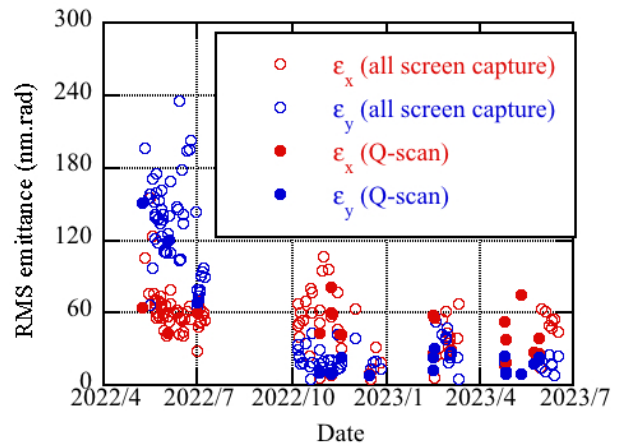 300
240
180
120
60
0
RMS emittance (nm.rad)
εx (all screen capture)
εy (all screen capture)
εx (Q-scan)
εy (Q-scan)
2022/4 2022/7 2022/10 2023/1 2023/4 2023/7
Date